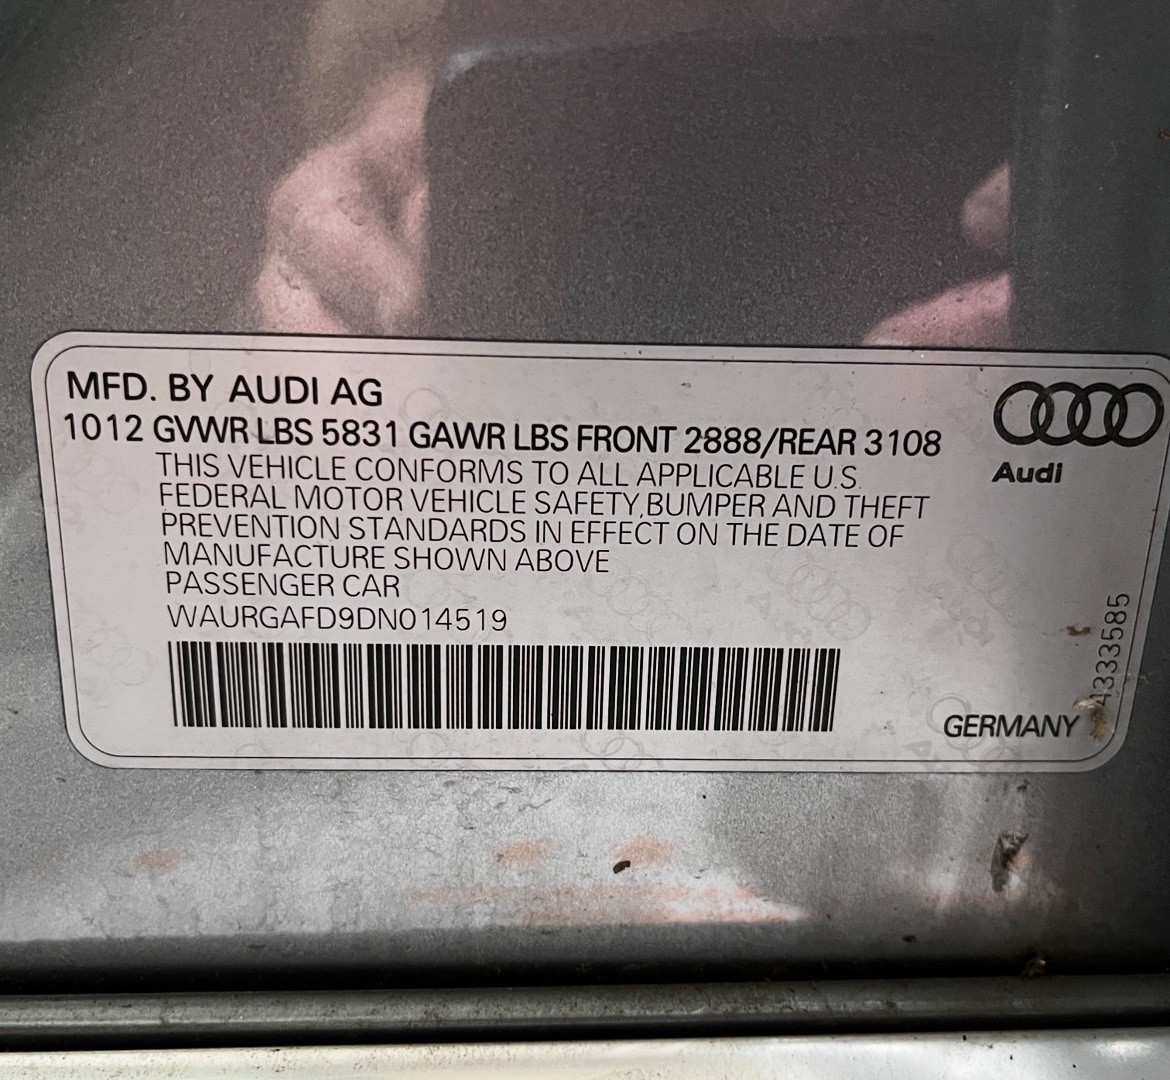 MFD. BY AUDI AG
1012 GVWR LBS 5831 GAWR LBS FRONT 2888/REAR 3108
THIS VEHICLE CONFORMS TO ALL APPLICABLE U.S.
FEDERAL MOTOR VEHICLE SAFETY,BUMPER AND THEFT
PREVENTION STANDARDS IN EFFECT ON THE DATE OF
MANUFACTURE SHOWN ABOVE
PASSENGER CAR
WAURGAFD9DN014519
Audi
GERMANY
4333585